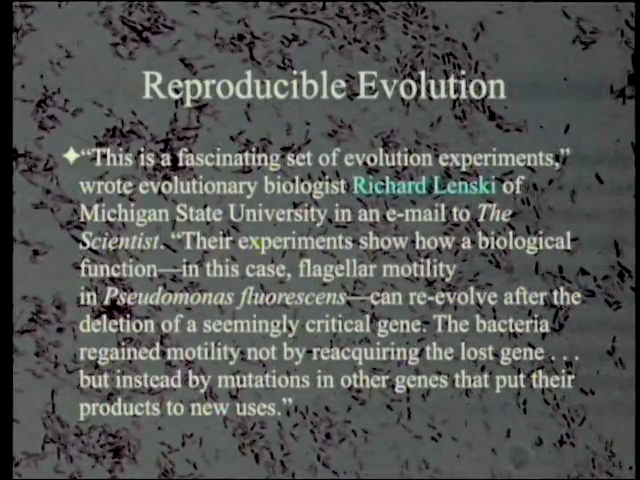 Reproducible Evolution
✦“This is a fascinating set of evolution experiments,”
wrote evolutionary biologist Richard Lenski of
Michigan State University in an e-mail to The
Scientist. “Their experiments show how a biological
function—in this case, flagellar motility
in Pseudomonas fluorescens—can re-evolve after the
deletion of a seemingly critical gene. The bacteria
regained motility not by reacquiring the lost gene . . .
but instead by mutations in other genes that put their
products to new uses.”